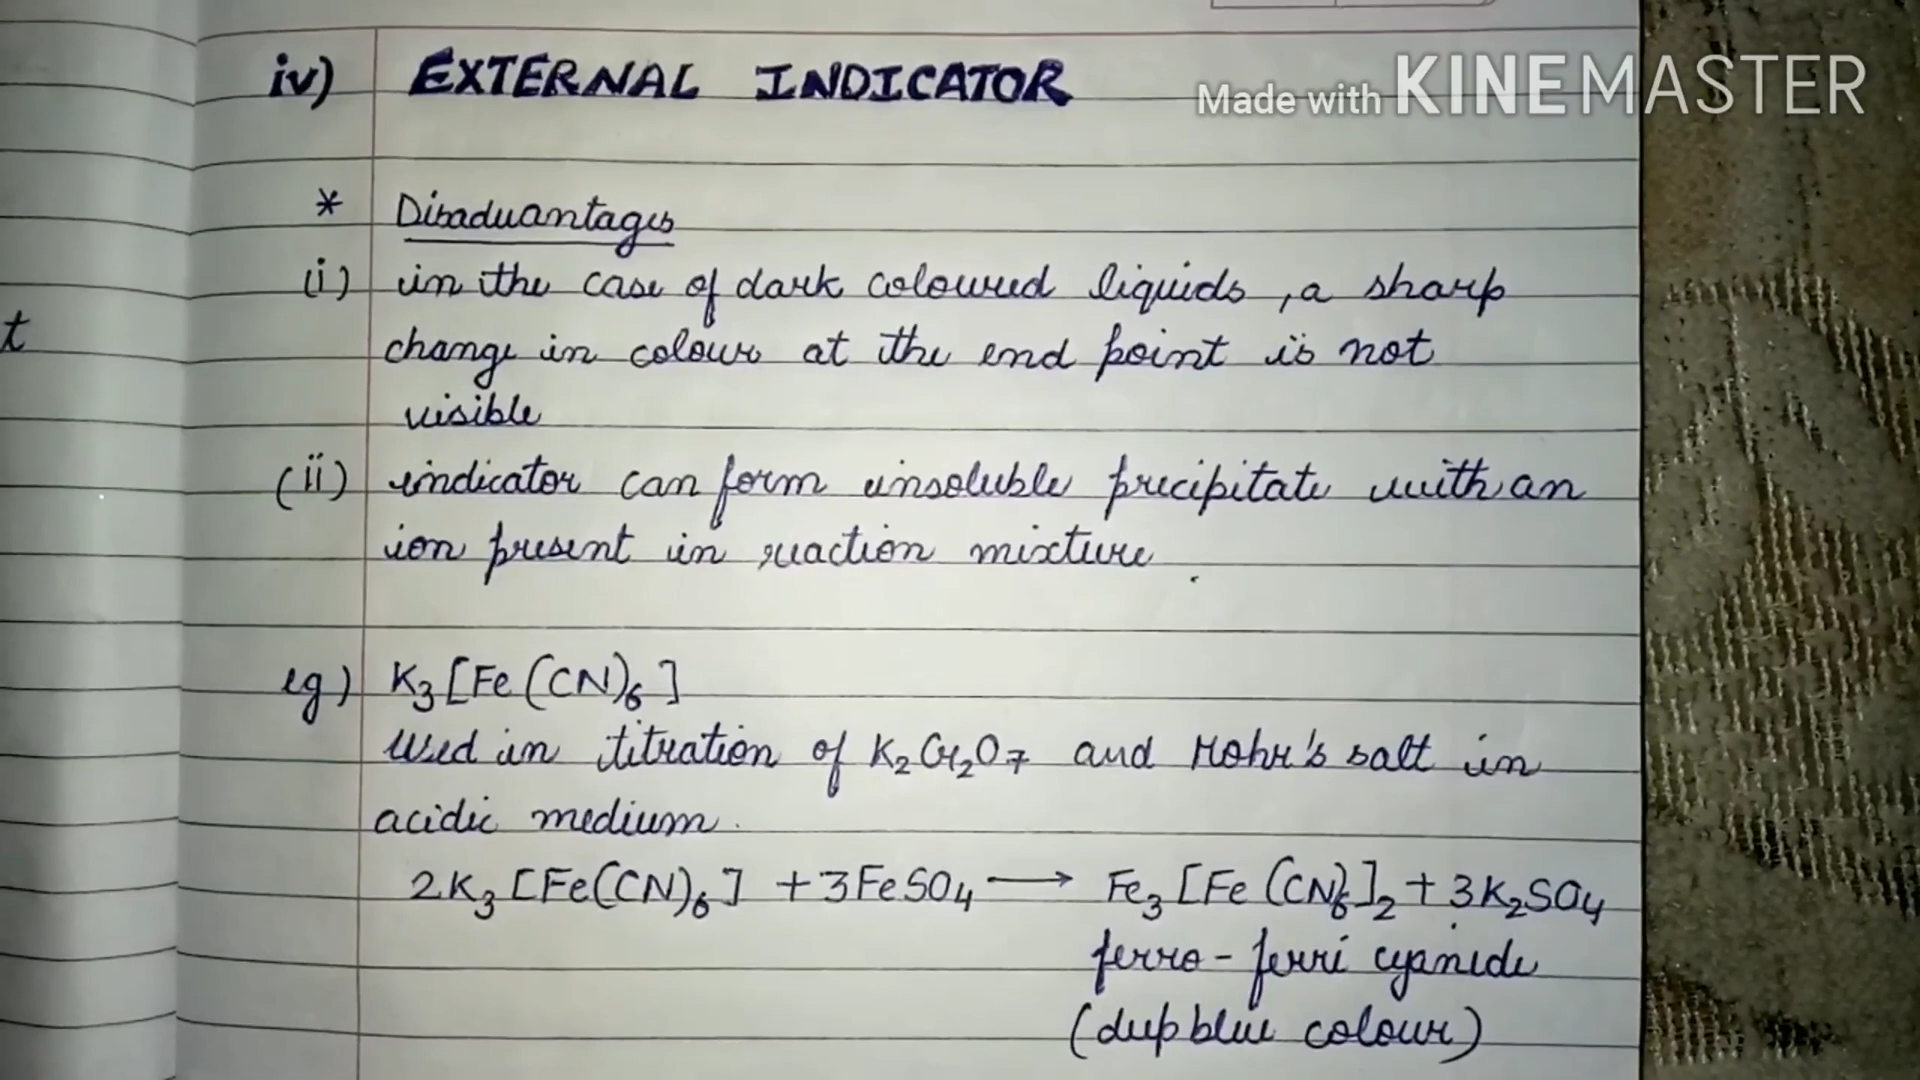 iv) EXTERNAL INDICATOR
Made with KINEMASTER
* Disadvantages
(i) in the case of dark coloured liquids, a sharp
t
change in colour at the end point is not
visible
(ii) indicator can form insoluble precipitate with an
ion present in reaction mixture
eg) K₃[Fe(CN)₆]
Used in titration of K₂Cr₂O₇ and Mohr's salt in
acidic medium.
2K₃[Fe(CN)₆] + 3FeSO₄ → Fe₃[Fe(CN)₆]₂ + 3K₂SO₄
ferro-ferri cyanide
(deep blue colour)